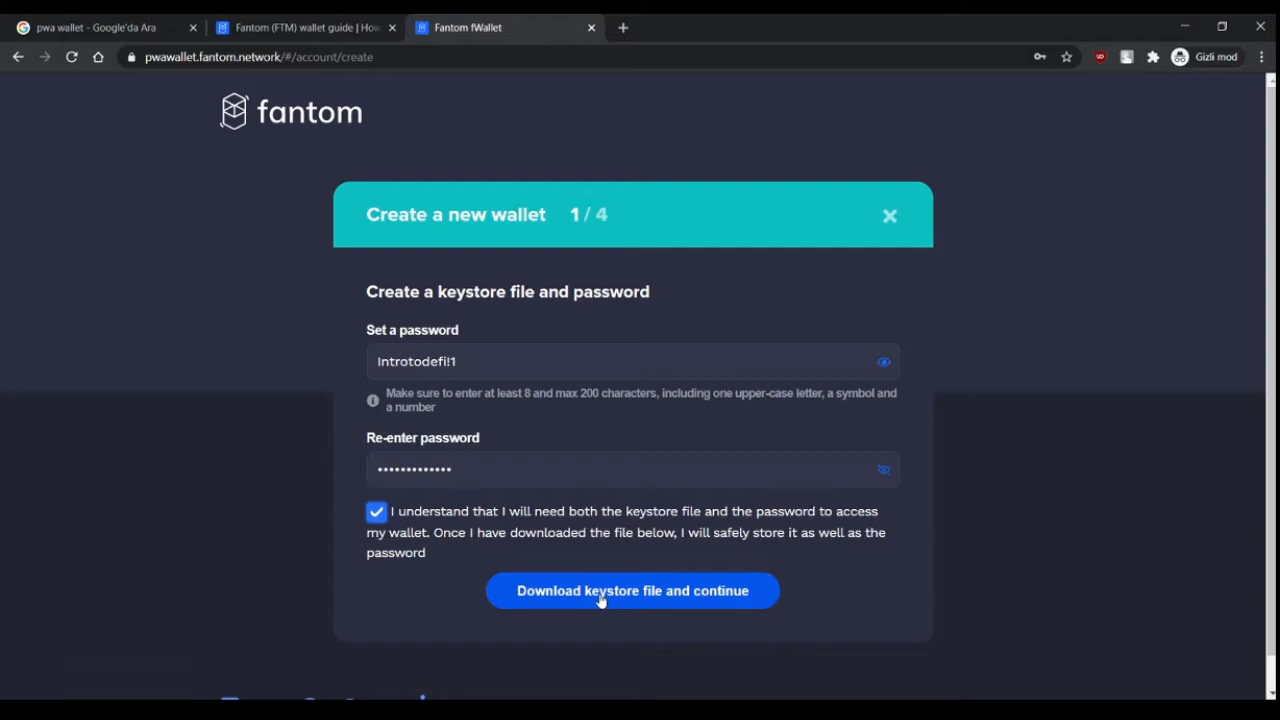 pwa wallet - Google'da Ara
Fantom (FTM) wallet guide | How
Fantom fWallet
pwawallet.fantom.network/#/account/create
Gizli mod
fantom
Create a new wallet 1 / 4
Create a keystore file and password
Set a password
Introtodefi!1
Make sure to enter at least 8 and max 200 characters, including one upper-case letter, a symbol and
a number
Re-enter password
•••••••••••••
I understand that I will need both the keystore file and the password to access
my wallet. Once I have downloaded the file below, I will safely store it as well as the
password
Download keystore file and continue